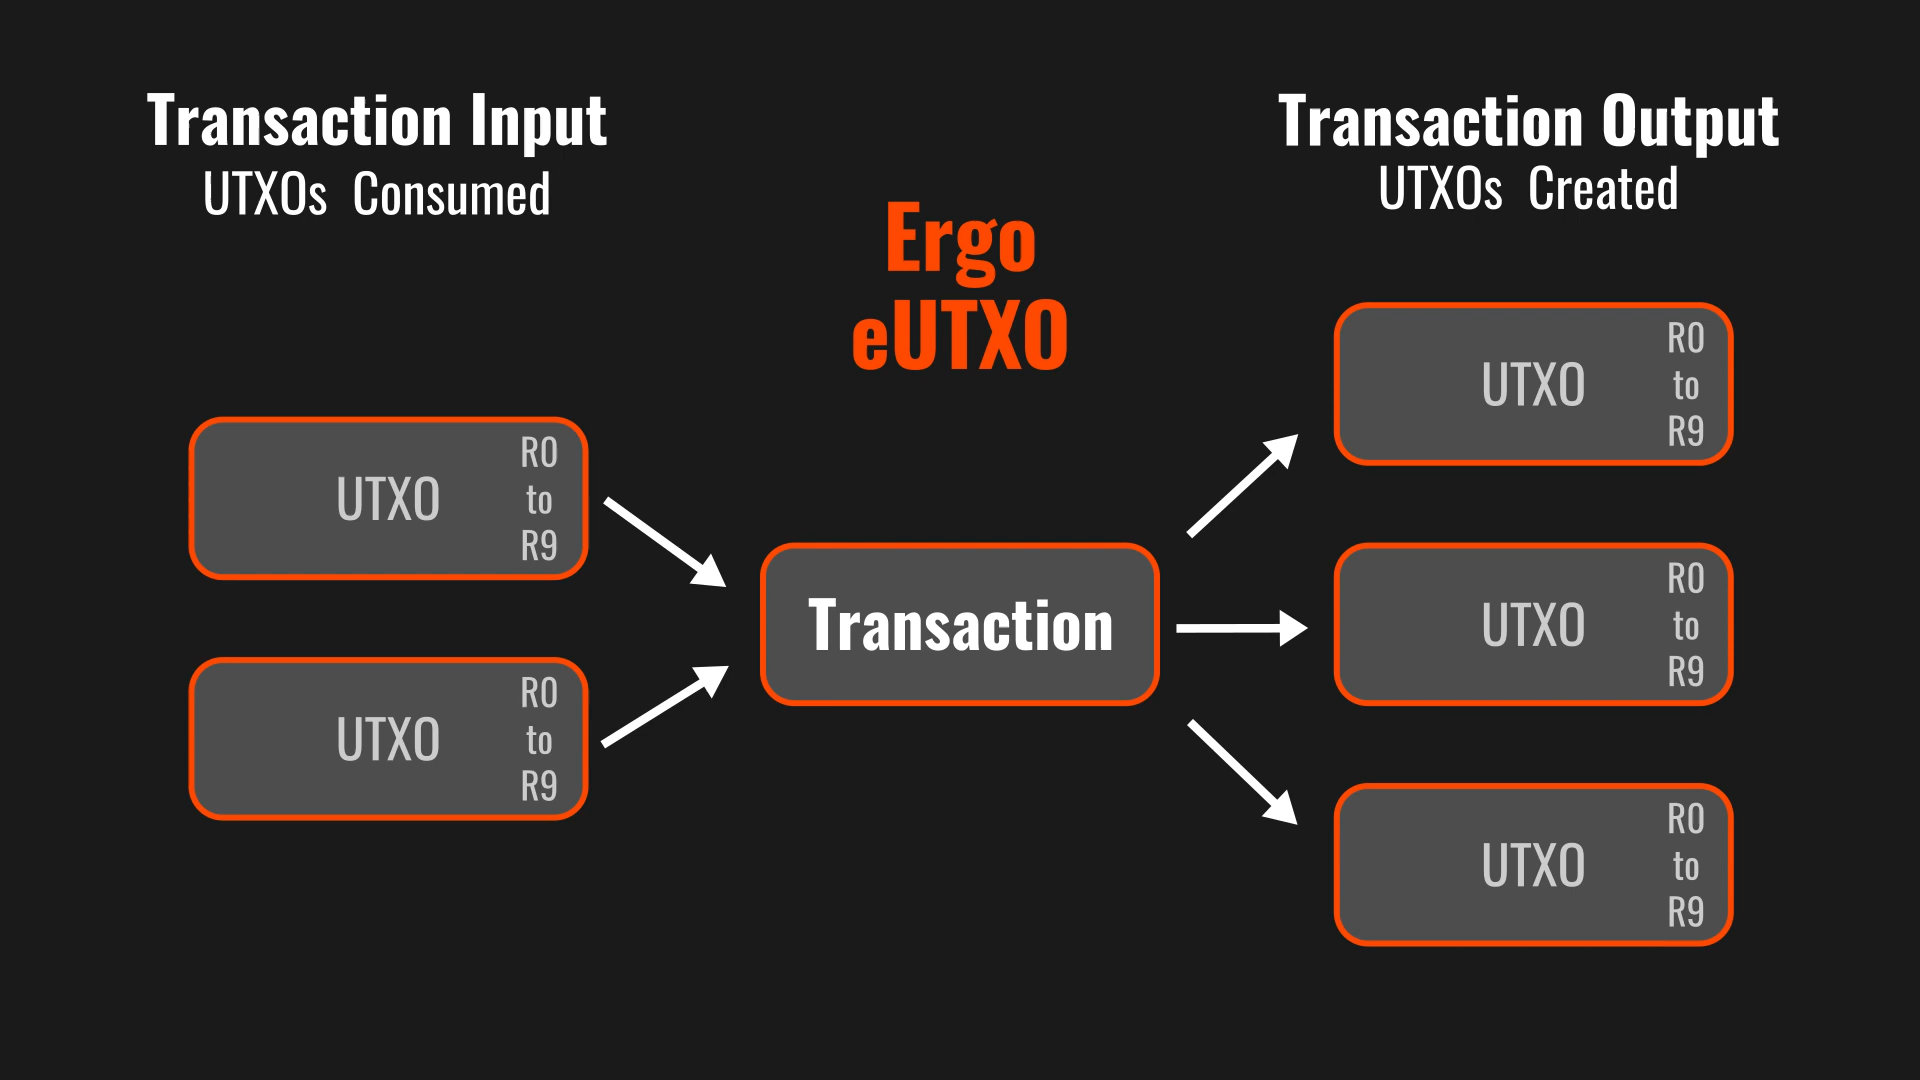 Transaction Input
UTXOs Consumed
Ergo
eUTXO
Transaction Output
UTXOs Created
UTXO
R0
to
R9
UTXO
R0
to
R9
Transaction
UTXO
R0
to
R9
UTXO
R0
to
R9
UTXO
R0
to
R9